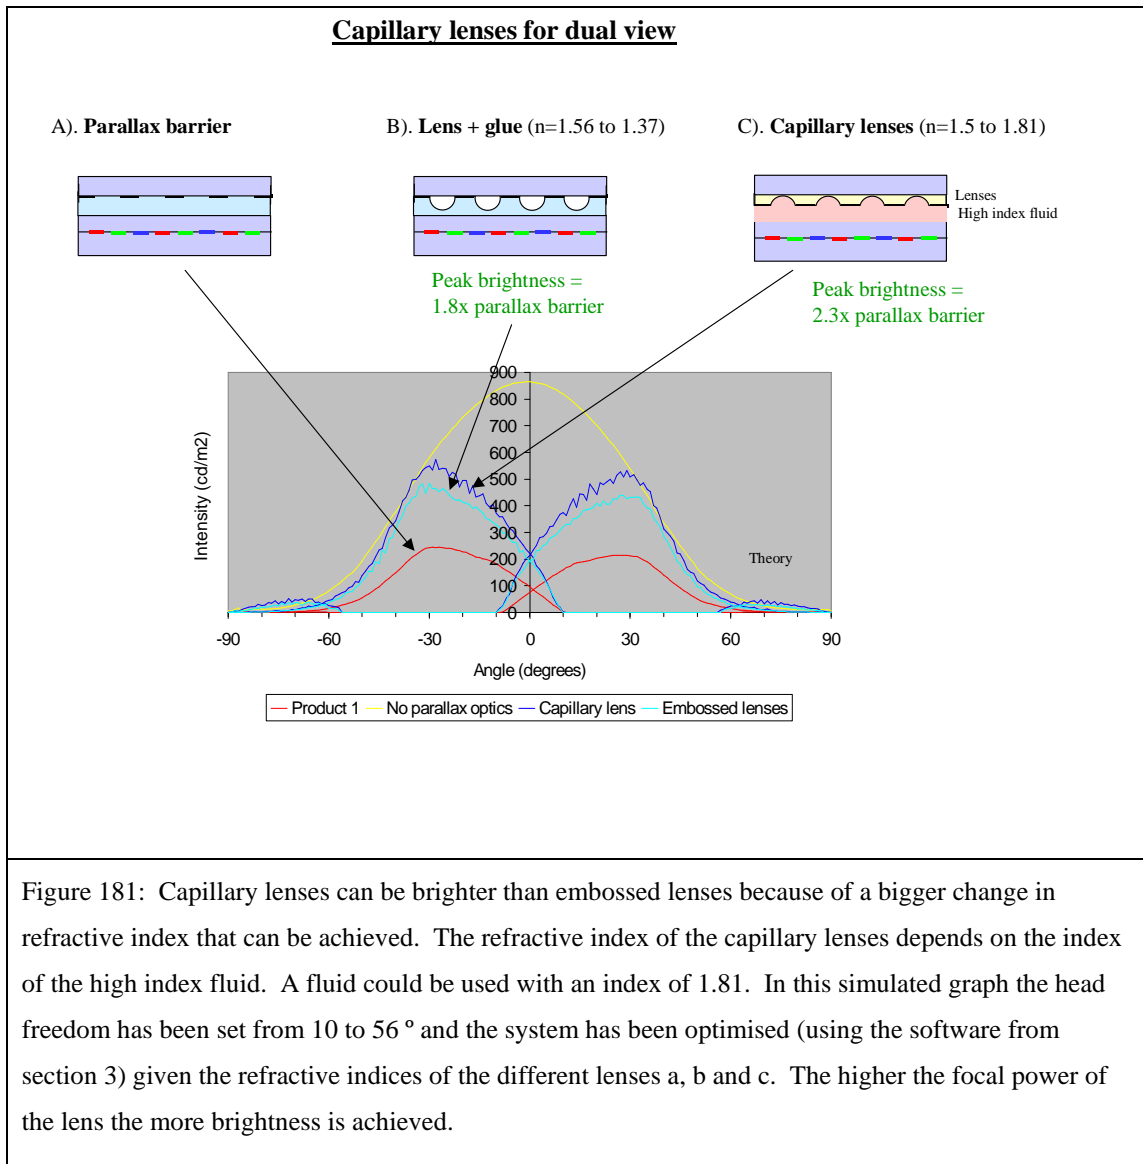 Capillary lenses for dual view
A). Parallax barrier
B). Lens + glue (n=1.56 to 1.37)
C). Capillary lenses (n=1.5 to 1.81)
Lenses
High index fluid
Peak brightness =
1.8x parallax barrier
Peak brightness =
2.3x parallax barrier
900
800
700
600
500
400
300
200
100
0
Intensity (cd/m2)
Theory
-90
-60
-30
0
30
60
90
Angle (degrees)
Product 1 No parallax optics Capillary lens Embossed lenses
Figure 181: Capillary lenses can be brighter than embossed lenses because of a bigger change in
refractive index that can be achieved. The refractive index of the capillary lenses depends on the index
of the high index fluid. A fluid could be used with an index of 1.81. In this simulated graph the head
freedom has been set from 10 to 56 º and the system has been optimised (using the software from
section 3) given the refractive indices of the different lenses a, b and c. The higher the focal power of
the lens the more brightness is achieved.